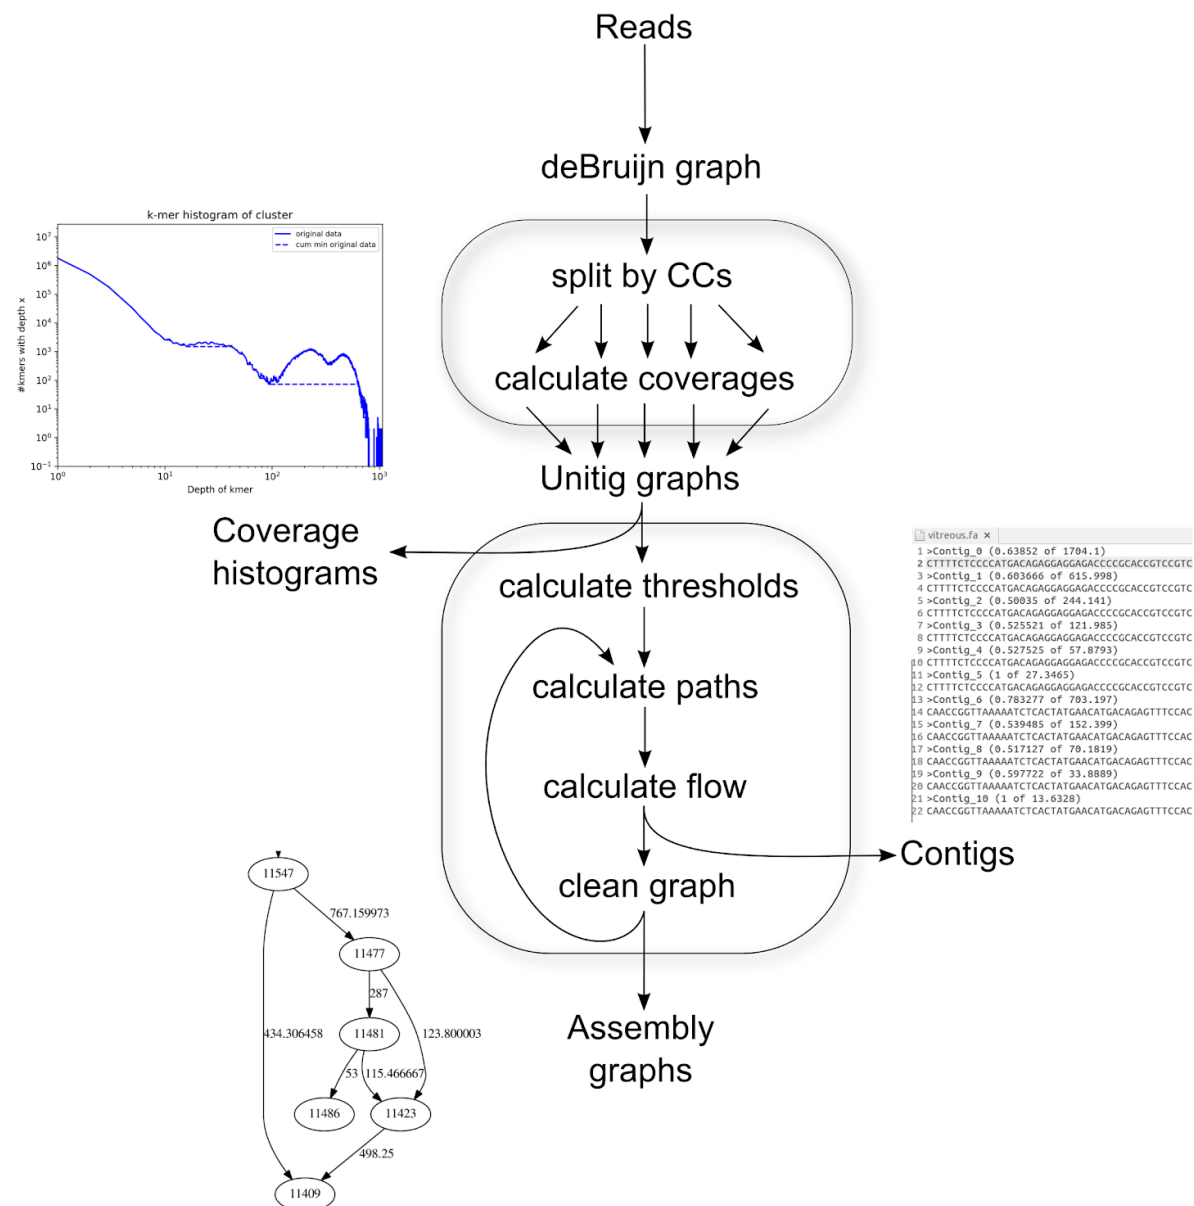 Reads
deBruijn graph
k-mer histogram of cluster
original data
cum min original data
10^7
10^6
10^5
10^4
10^3
10^2
10^1
10^0
10^-1
#kmers with depth x
10^0 10^1 10^2 10^3
Depth of kmer
split by CCs
calculate coverages
Unitig graphs
Coverage
histograms
calculate thresholds
calculate paths
calculate flow
clean graph
Contigs
Assembly
graphs
vitreous.fa ×
1 >Contig_0 (0.63852 of 1704.1)
2 CTTTTCTCCCCATGACAGAGGAGGAGACCCCGCACCGTCCGTC
3 >Contig_1 (0.603666 of 615.998)
4 CTTTTCTCCCCATGACAGAGGAGGAGACCCCGCACCGTCCGTC
5 >Contig_2 (0.50035 of 244.141)
6 CTTTTCTCCCCATGACAGAGGAGGAGACCCCGCACCGTCCGTC
7 >Contig_3 (0.525521 of 121.985)
8 CTTTTCTCCCCATGACAGAGGAGGAGACCCCGCACCGTCCGTC
9 >Contig_4 (0.527525 of 57.8793)
10 CTTTTCTCCCCATGACAGAGGAGGAGACCCCGCACCGTCCGTC
11 >Contig_5 (1 of 27.3465)
12 CTTTTCTCCCCATGACAGAGGAGGAGACCCCGCACCGTCCGTC
13 >Contig_6 (0.783277 of 703.197)
14 CAACCGGTTAAAAATCTCACTATGAACATGACAGAGTTTCCAC
15 >Contig_7 (0.539485 of 152.399)
16 CAACCGGTTAAAAATCTCACTATGAACATGACAGAGTTTCCAC
17 >Contig_8 (0.517127 of 70.1819)
18 CAACCGGTTAAAAATCTCACTATGAACATGACAGAGTTTCCAC
19 >Contig_9 (0.597722 of 33.8889)
20 CAACCGGTTAAAAATCTCACTATGAACATGACAGAGTTTCCAC
21 >Contig_10 (1 of 13.6328)
22 CAACCGGTTAAAAATCTCACTATGAACATGACAGAGTTTCCAC
11547
767.159973
11477
287
434.306458
11481
123.800003
53
115.466667
11486
11423
498.25
11409